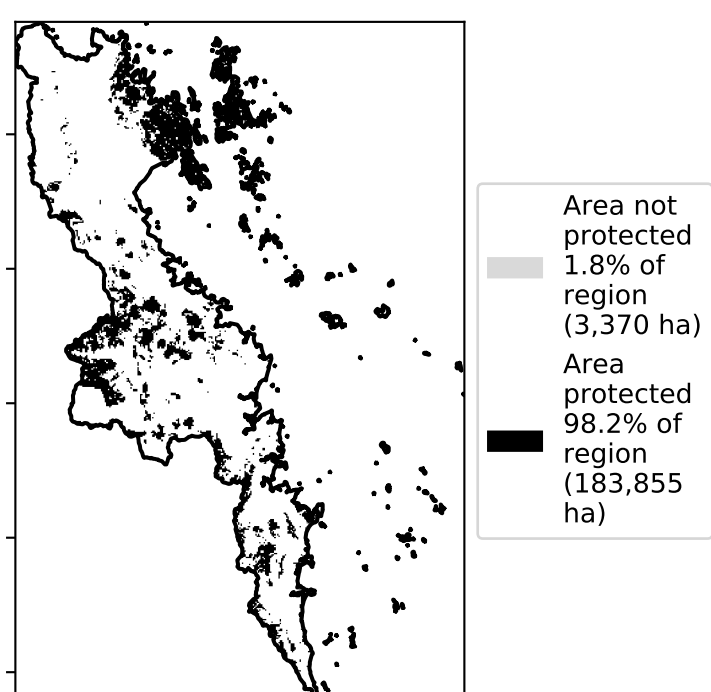 Area not
protected
1.8% of
region
(3,370 ha)
Area
protected
98.2% of
region
(183,855
ha)